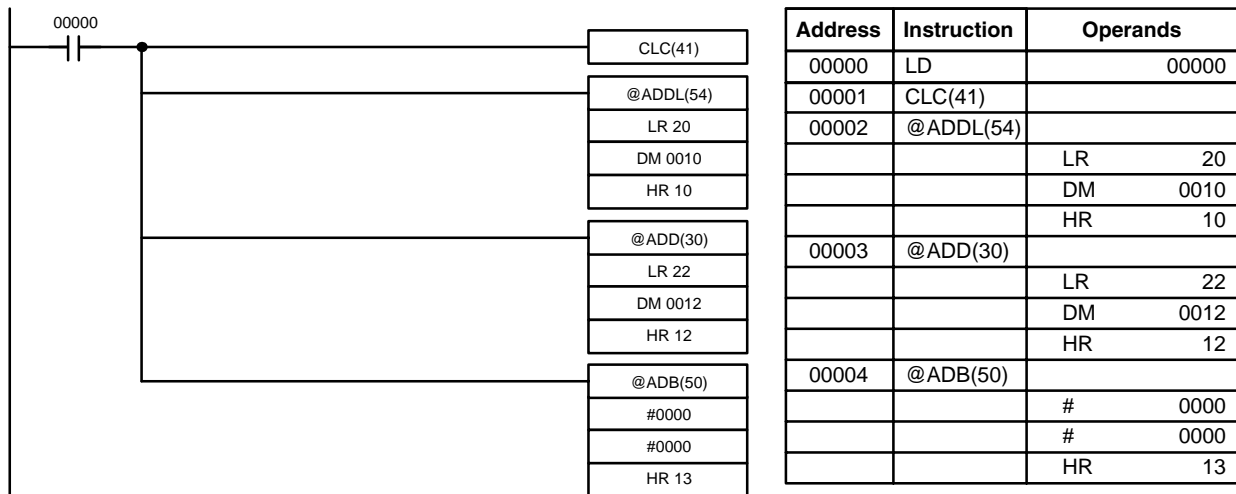 00000
CLC(41)
@ADDL(54)
LR 20
DM 0010
HR 10
@ADD(30)
LR 22
DM 0012
HR 12
@ADB(50)
#0000
#0000
HR 13
Address Instruction Operands
00000 LD 00000
00001 CLC(41)
00002 @ADDL(54)
LR 20
DM 0010
HR 10
00003 @ADD(30)
LR 22
DM 0012
HR 12
00004 @ADB(50)
# 0000
# 0000
HR 13